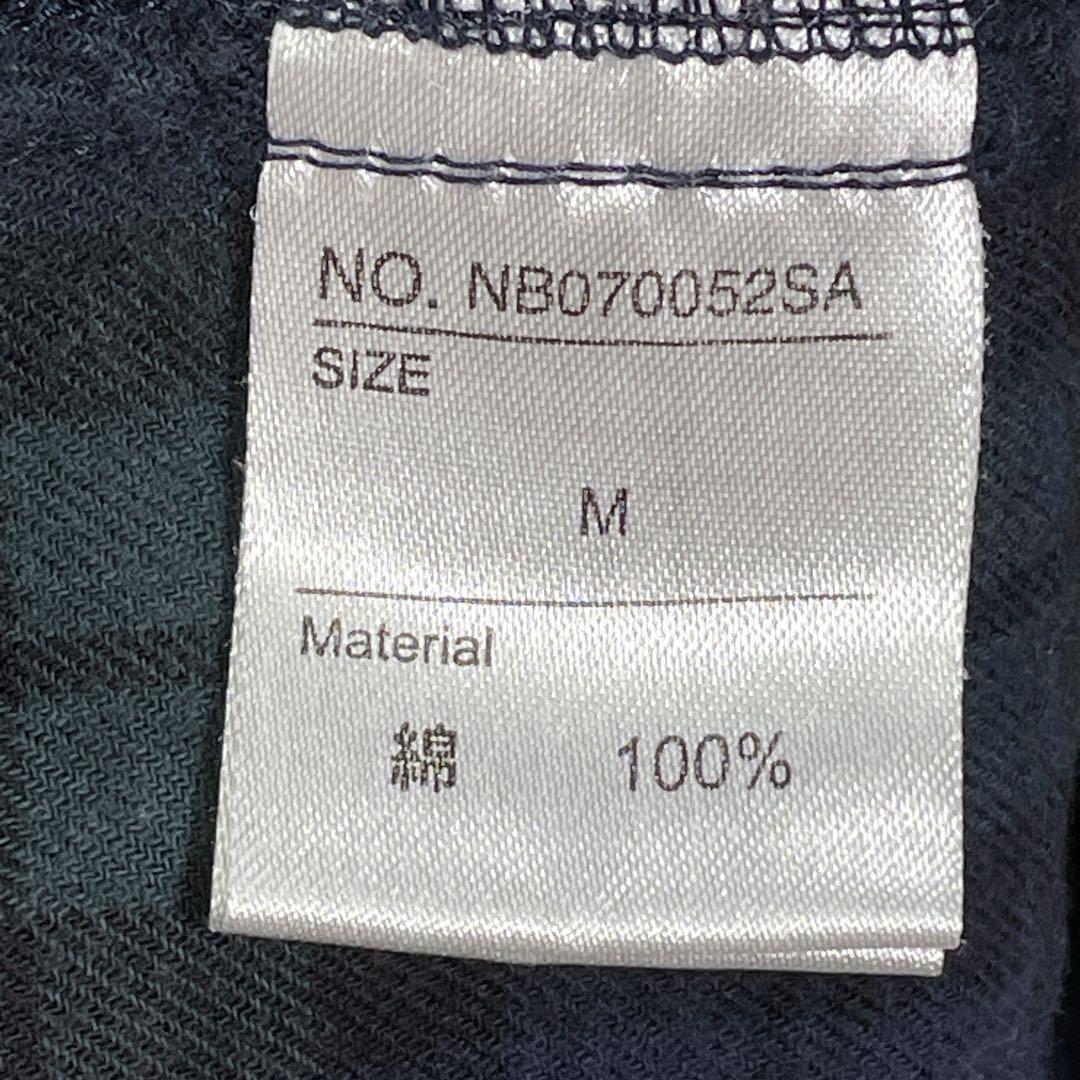 NO. NB070052SA
SIZE
M
Material
綿 100%